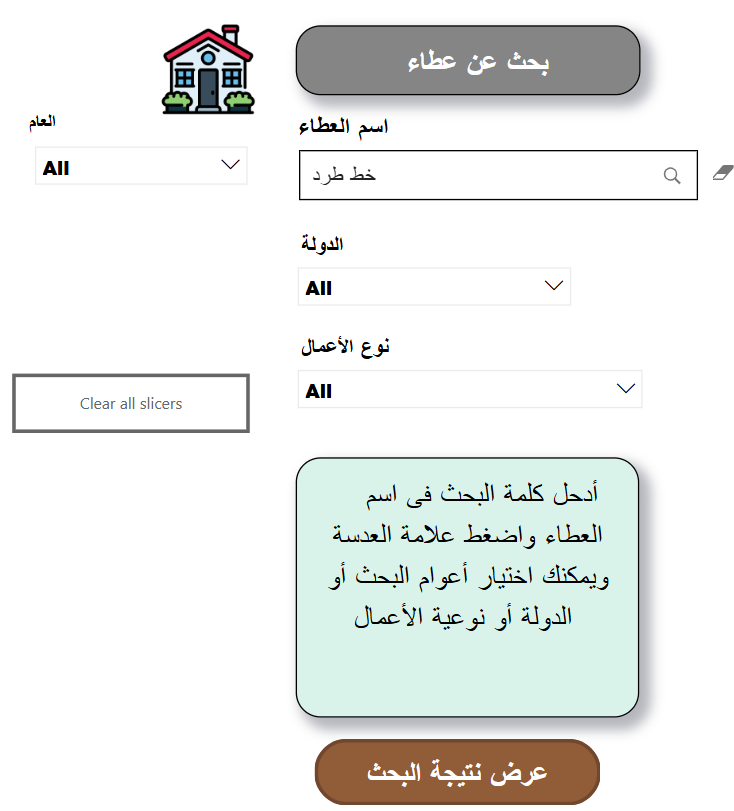 بحث عن عطاء
اسم العطاء
العام
خط طرد
All
الدولة
All
نوع الأعمال
All
Clear all slicers
أدحل كلمة البحث فى اسم
العطاء واضغط علامة العدسة
ويمكنك اختيار أعوام البحث أو
الدولة أو نوعية الأعمال
عرض نتيجة البحث